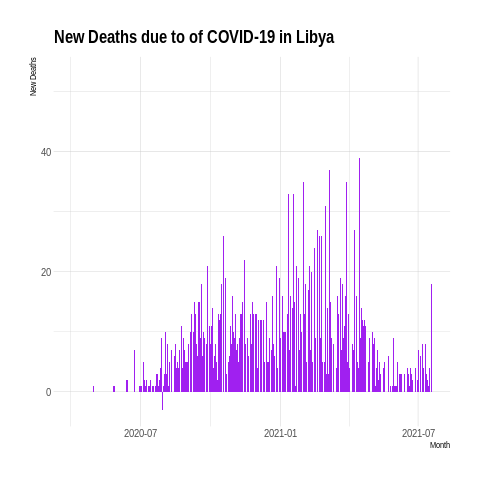 New Deaths due to of COVID-19 in Libya
New Deaths
40
20
0
2020-07
2021-01
2021-07
Month